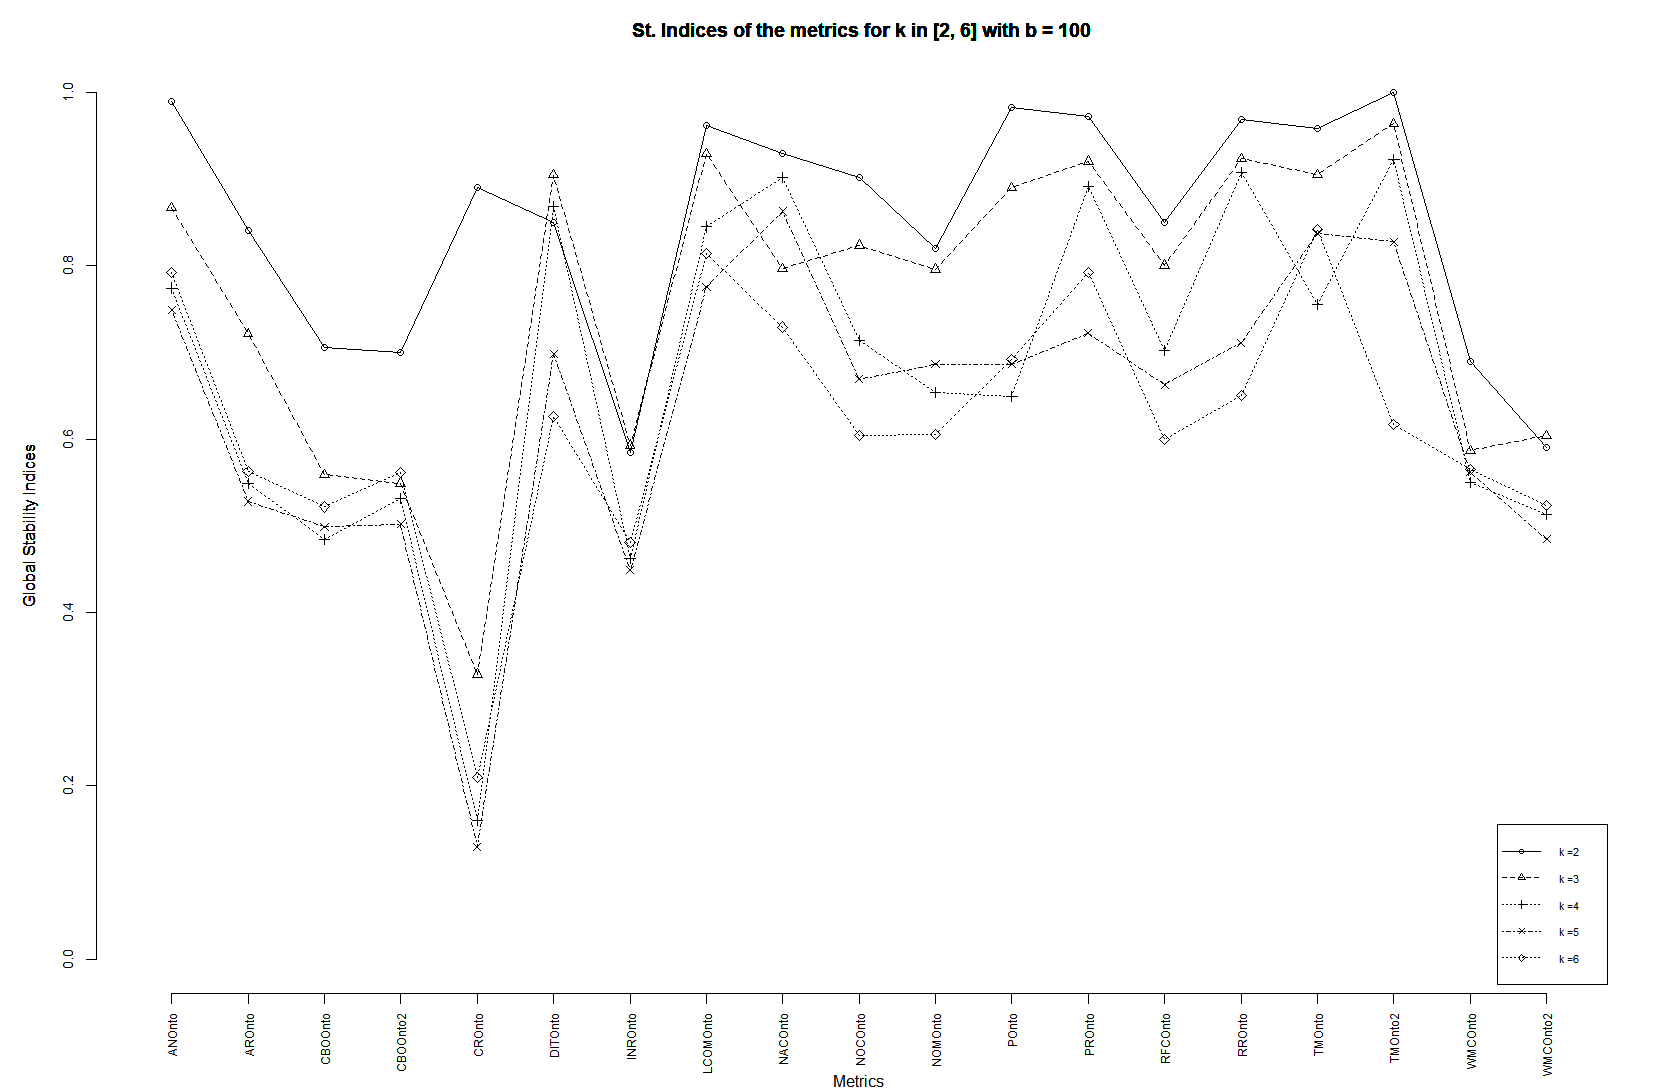 St. Indices of the metrics for k in [2, 6] with b = 100
Global Stability Indices
1.0
0.8
0.6
0.4
0.2
0.0
k =2
k =3
k =4
k =5
k =6
ANOnto
AROnto
CBOOnto
CBOOnto2
CROnto
DITOnto
INROnto
LCOMOnto
NACOnto
NOCOnto
NOMOnto
POnto
PROnto
RFCOnto
RROnto
TMOnto
TMOnto2
WMCOnto
WMCOnto2
Metrics